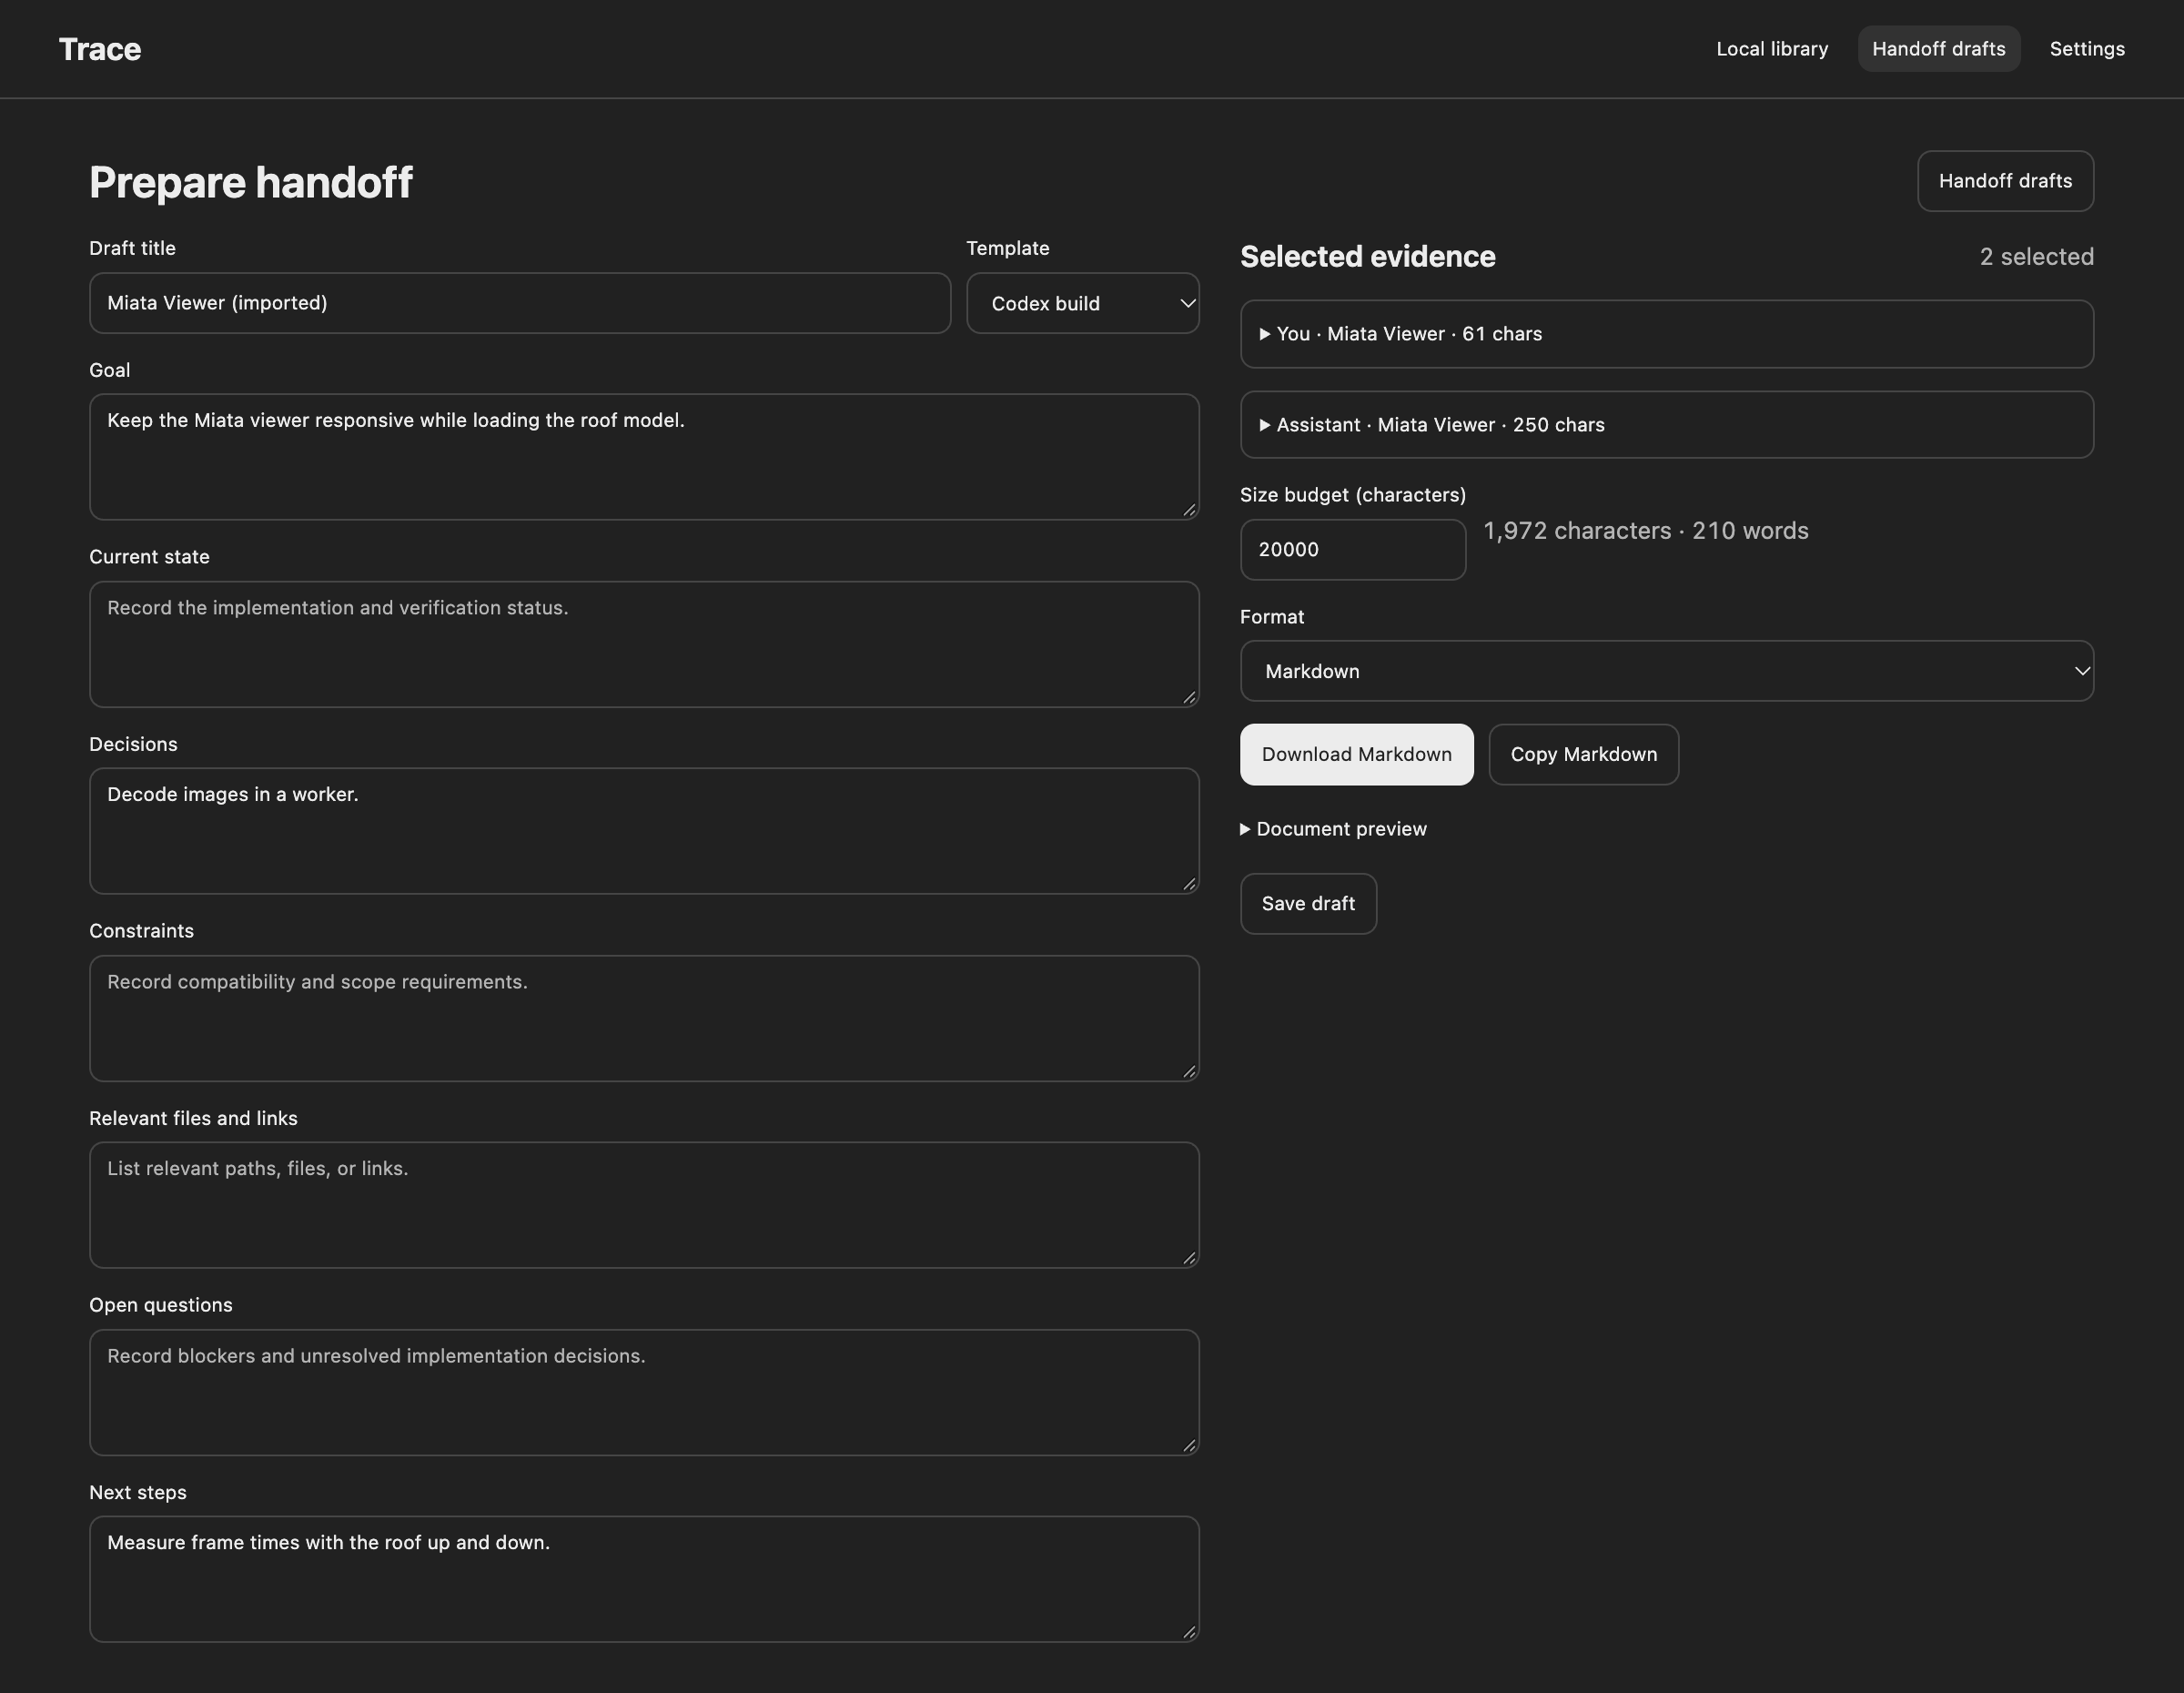 Trace
Local library
Handoff drafts
Settings
Prepare handoff
Handoff drafts
Draft title
Miata Viewer (imported)
Template
Codex build
Goal
Keep the Miata viewer responsive while loading the roof model.
Current state
Record the implementation and verification status.
Decisions
Decode images in a worker.
Constraints
Record compatibility and scope requirements.
Relevant files and links
List relevant paths, files, or links.
Open questions
Record blockers and unresolved implementation decisions.
Next steps
Measure frame times with the roof up and down.
Selected evidence
2 selected
You · Miata Viewer · 61 chars
Assistant · Miata Viewer · 250 chars
Size budget (characters)
20000
1,972 characters · 210 words
Format
Markdown
Download Markdown
Copy Markdown
Document preview
Save draft